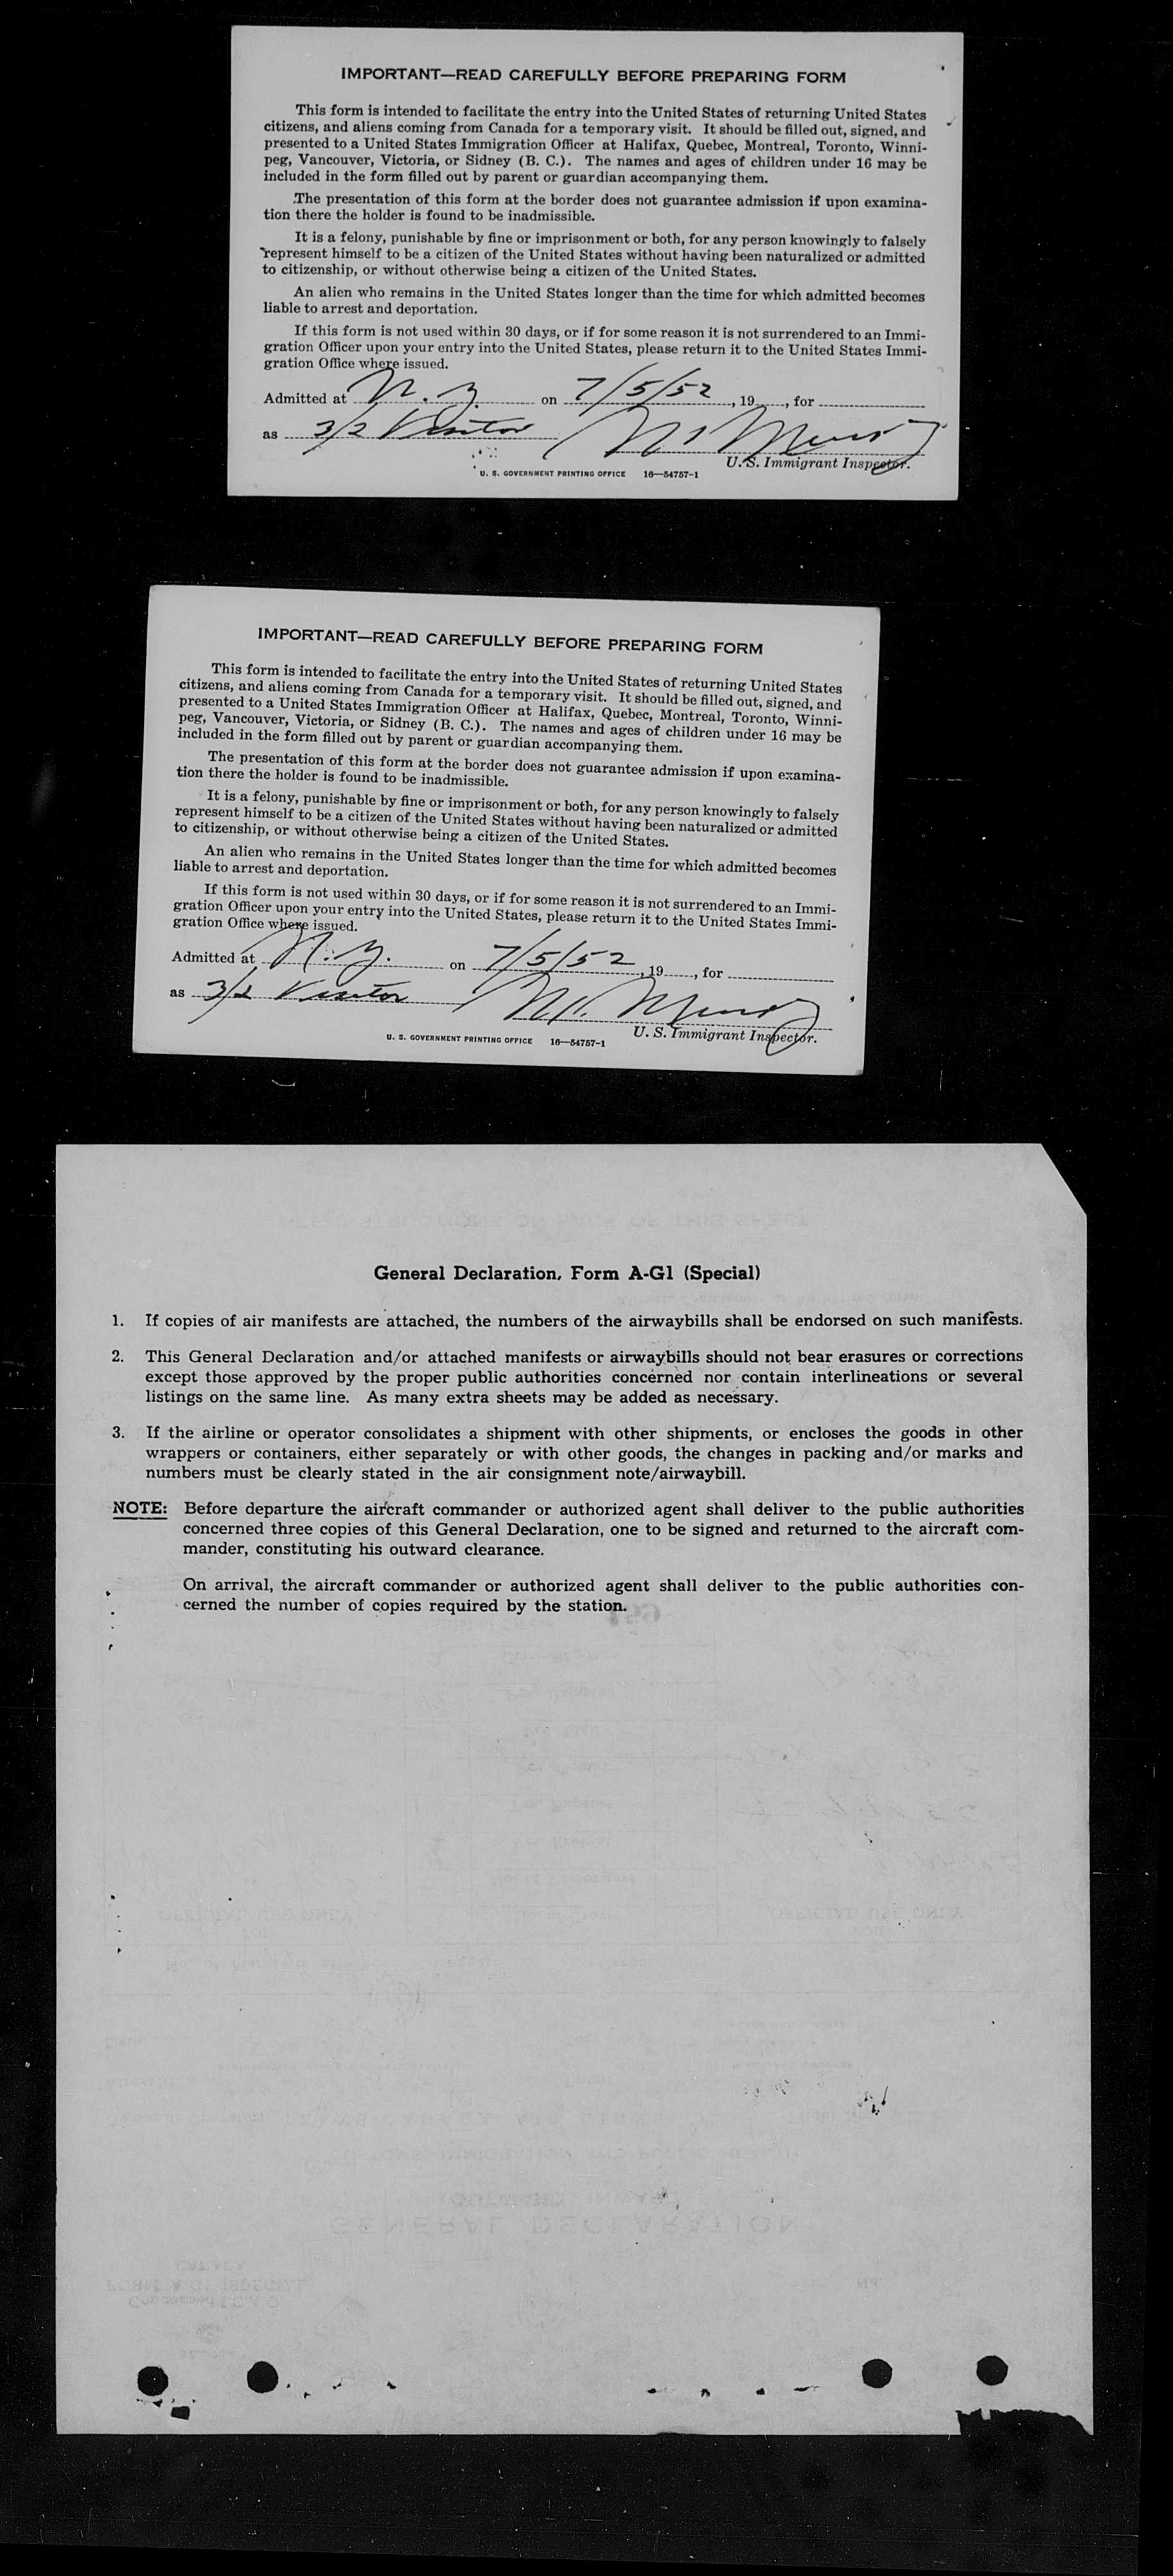 IMPORTANT—READ CAREFULLY BEFORE PREPARING FORM
This form is intended to facilitate the entry into the United States of returning United States
citizens, and aliens coming from Canada for a temporary visit. It should be filled out, signed, and
presented to a United States Immigration Officer at Halifax, Quebec, Montreal, Toronto, Winni-
peg, Vancouver, Victoria, or Sidney (B. C.). The names and ages of children under 16 may be
included in the form filled out by parent or guardian accompanying them.
The presentation of this form at the border does not guarantee admission if upon examina-
tion there the holder is found to be inadmissible.
It is a felony, punishable by fine or imprisonment or both, for any person knowingly to falsely
represent himself to be a citizen of the United States without having been naturalized or admitted
to citizenship, or without otherwise being a citizen of the United States.
An alien who remains in the United States longer than the time for which admitted becomes
liable to arrest and deportation.
If this form is not used within 30 days, or if for some reason it is not surrendered to an Immi-
gration Officer upon your entry into the United States, please return it to the United States Immi-
gration Office where issued.
Admitted at N. Y. on 7/5/52, 19, for
as 3/2 Visitor
U. S. Immigrant Inspector.
U. S. GOVERNMENT PRINTING OFFICE 16—54757-1
IMPORTANT—READ CAREFULLY BEFORE PREPARING FORM
This form is intended to facilitate the entry into the United States of returning United States
citizens, and aliens coming from Canada for a temporary visit. It should be filled out, signed, and
presented to a United States Immigration Officer at Halifax, Quebec, Montreal, Toronto, Winni-
peg, Vancouver, Victoria, or Sidney (B. C.). The names and ages of children under 16 may be
included in the form filled out by parent or guardian accompanying them.
The presentation of this form at the border does not guarantee admission if upon examina-
tion there the holder is found to be inadmissible.
It is a felony, punishable by fine or imprisonment or both, for any person knowingly to falsely
represent himself to be a citizen of the United States without having been naturalized or admitted
to citizenship, or without otherwise being a citizen of the United States.
An alien who remains in the United States longer than the time for which admitted becomes
liable to arrest and deportation.
If this form is not used within 30 days, or if for some reason it is not surrendered to an Immi-
gration Officer upon your entry into the United States, please return it to the United States Immi-
gration Office where issued.
Admitted at N. Y. on 7/5/52, 19, for
as 3/2 Visitor
U. S. Immigrant Inspector.
U. S. GOVERNMENT PRINTING OFFICE 16—54757-1
General Declaration, Form A-G1 (Special)
1. If copies of air manifests are attached, the numbers of the airwaybills shall be endorsed on such manifests.
2. This General Declaration and/or attached manifests or airwaybills should not bear erasures or corrections
except those approved by the proper public authorities concerned nor contain interlineations or several
listings on the same line. As many extra sheets may be added as necessary.
3. If the airline or operator consolidates a shipment with other shipments, or encloses the goods in other
wrappers or containers, either separately or with other goods, the changes in packing and/or marks and
numbers must be clearly stated in the air consignment note/airwaybill.
NOTE: Before departure the aircraft commander or authorized agent shall deliver to the public authorities
concerned three copies of this General Declaration, one to be signed and returned to the aircraft com-
mander, constituting his outward clearance.
On arrival, the aircraft commander or authorized agent shall deliver to the public authorities con-
cerned the number of copies required by the station.